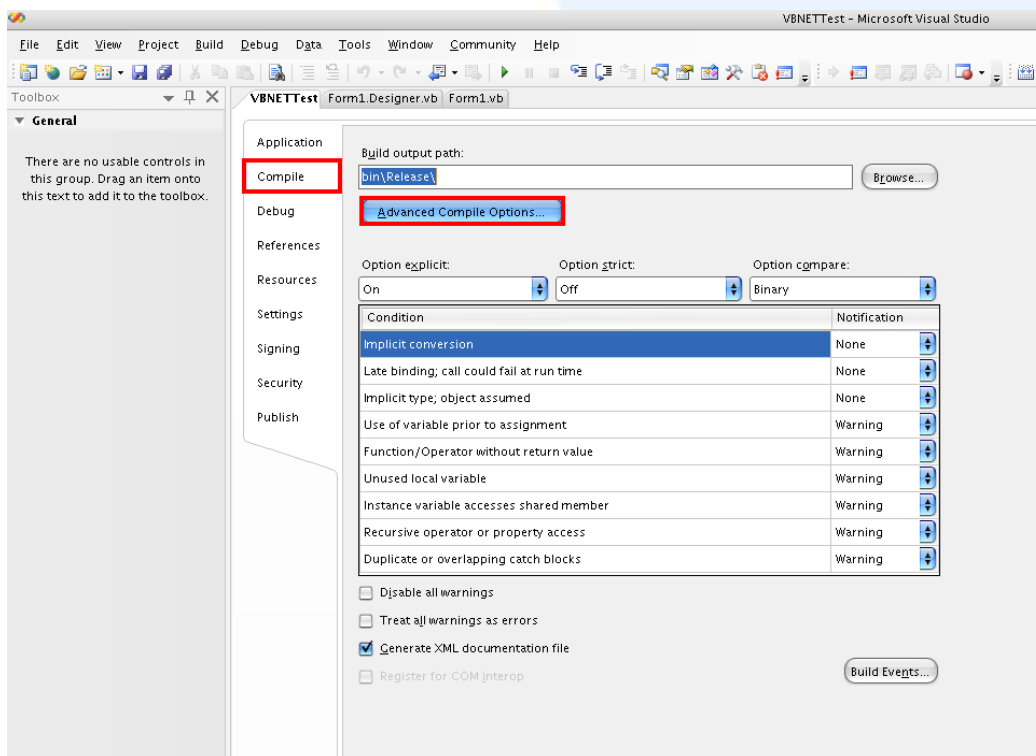 VBNETTest - Microsoft Visual Studio
File Edit View Project Build Debug Data Tools Window Community Help
Toolbox
VBNETTest Form1.Designer.vb Form1.vb
General
There are no usable controls in
this group. Drag an item onto
this text to add it to the toolbox.
Application
Compile
Debug
References
Resources
Settings
Signing
Security
Publish
Build output path:
bin\Release\
Browse...
Advanced Compile Options...
Option explicit: Option strict: Option compare:
On Off Binary
Condition Notification
Implicit conversion None
Late binding; call could fail at run time None
Implicit type; object assumed None
Use of variable prior to assignment Warning
Function/Operator without return value Warning
Unused local variable Warning
Instance variable accesses shared member Warning
Recursive operator or property access Warning
Duplicate or overlapping catch blocks Warning
Disable all warnings
Treat all warnings as errors
Generate XML documentation file
Register for COM interop
Build Events...